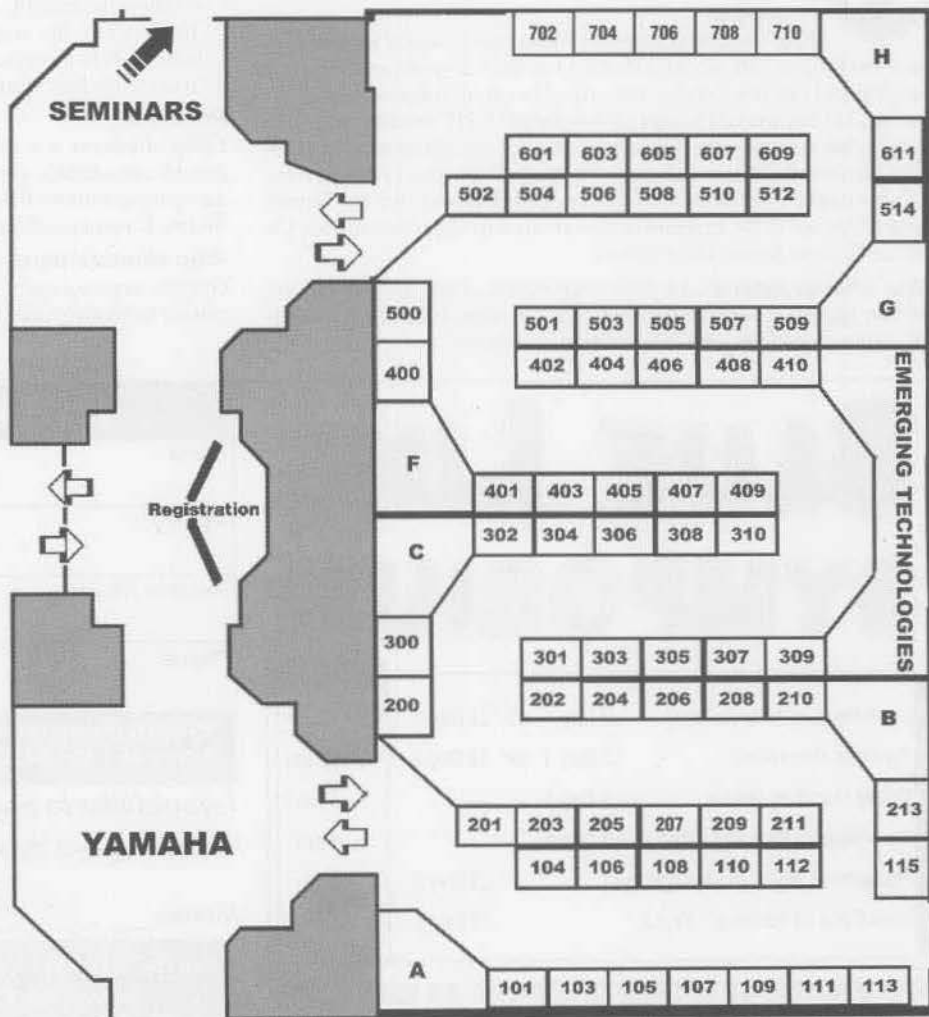 702 704 706 708 710
H
SEMINARS
601 603 605 607 609
611
502 504 506 508 510 512
514
500
501 503 505 507 509
G
400
402 404 406 408 410
EMERGING TECHNOLOGIES
F
401 403 405 407 409
Registration
302 304 306 308 310
C
300
301 303 305 307 309
200
202 204 206 208 210
B
213
201 203 205 207 209 211
YAMAHA
104 106 108 110 112
115
A
101 103 105 107 109 111 113